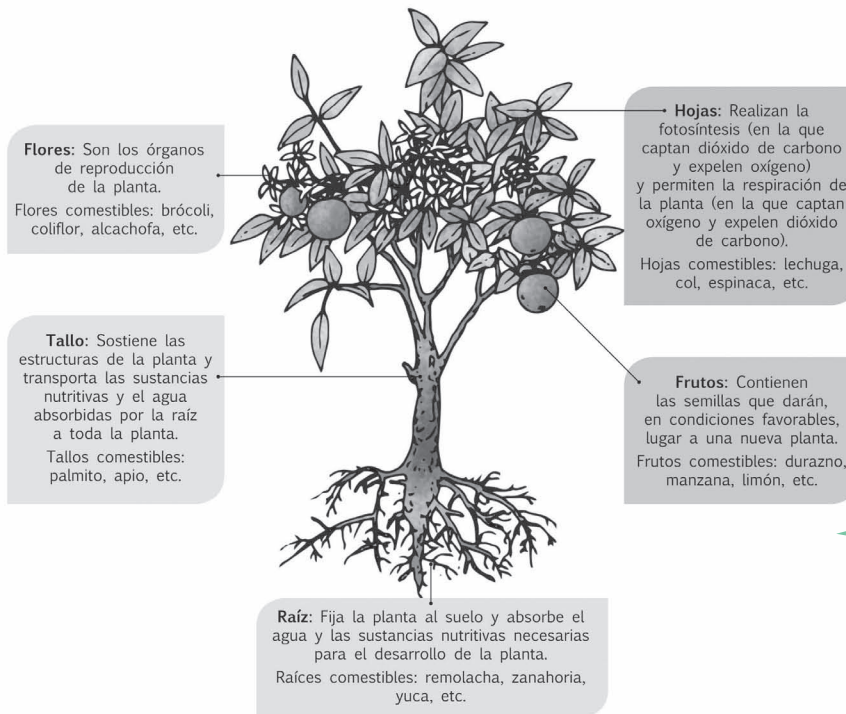 Flores: Son los órganos
de reproducción
de la planta.
Flores comestibles: brócoli,
coliflor, alcachofa, etc.
Hojas: Realizan la
fotosíntesis (en la que
captan dióxido de carbono
y expelen oxígeno)
y permiten la respiración de
la planta (en la que captan
oxígeno y expelen dióxido
de carbono).
Hojas comestibles: lechuga,
col, espinaca, etc.
Tallo: Sostiene las
estructuras de la planta y
transporta las sustancias
nutritivas y el agua
absorbidas por la raíz
a toda la planta.
Tallos comestibles:
palmito, apio, etc.
Frutos: Contienen
las semillas que darán,
en condiciones favorables,
lugar a una nueva planta.
Frutos comestibles: durazno,
manzana, limón, etc.
Raíz: Fija la planta al suelo y absorbe el
agua y las sustancias nutritivas necesarias
para el desarrollo de la planta.
Raíces comestibles: remolacha, zanahoria,
yuca, etc.